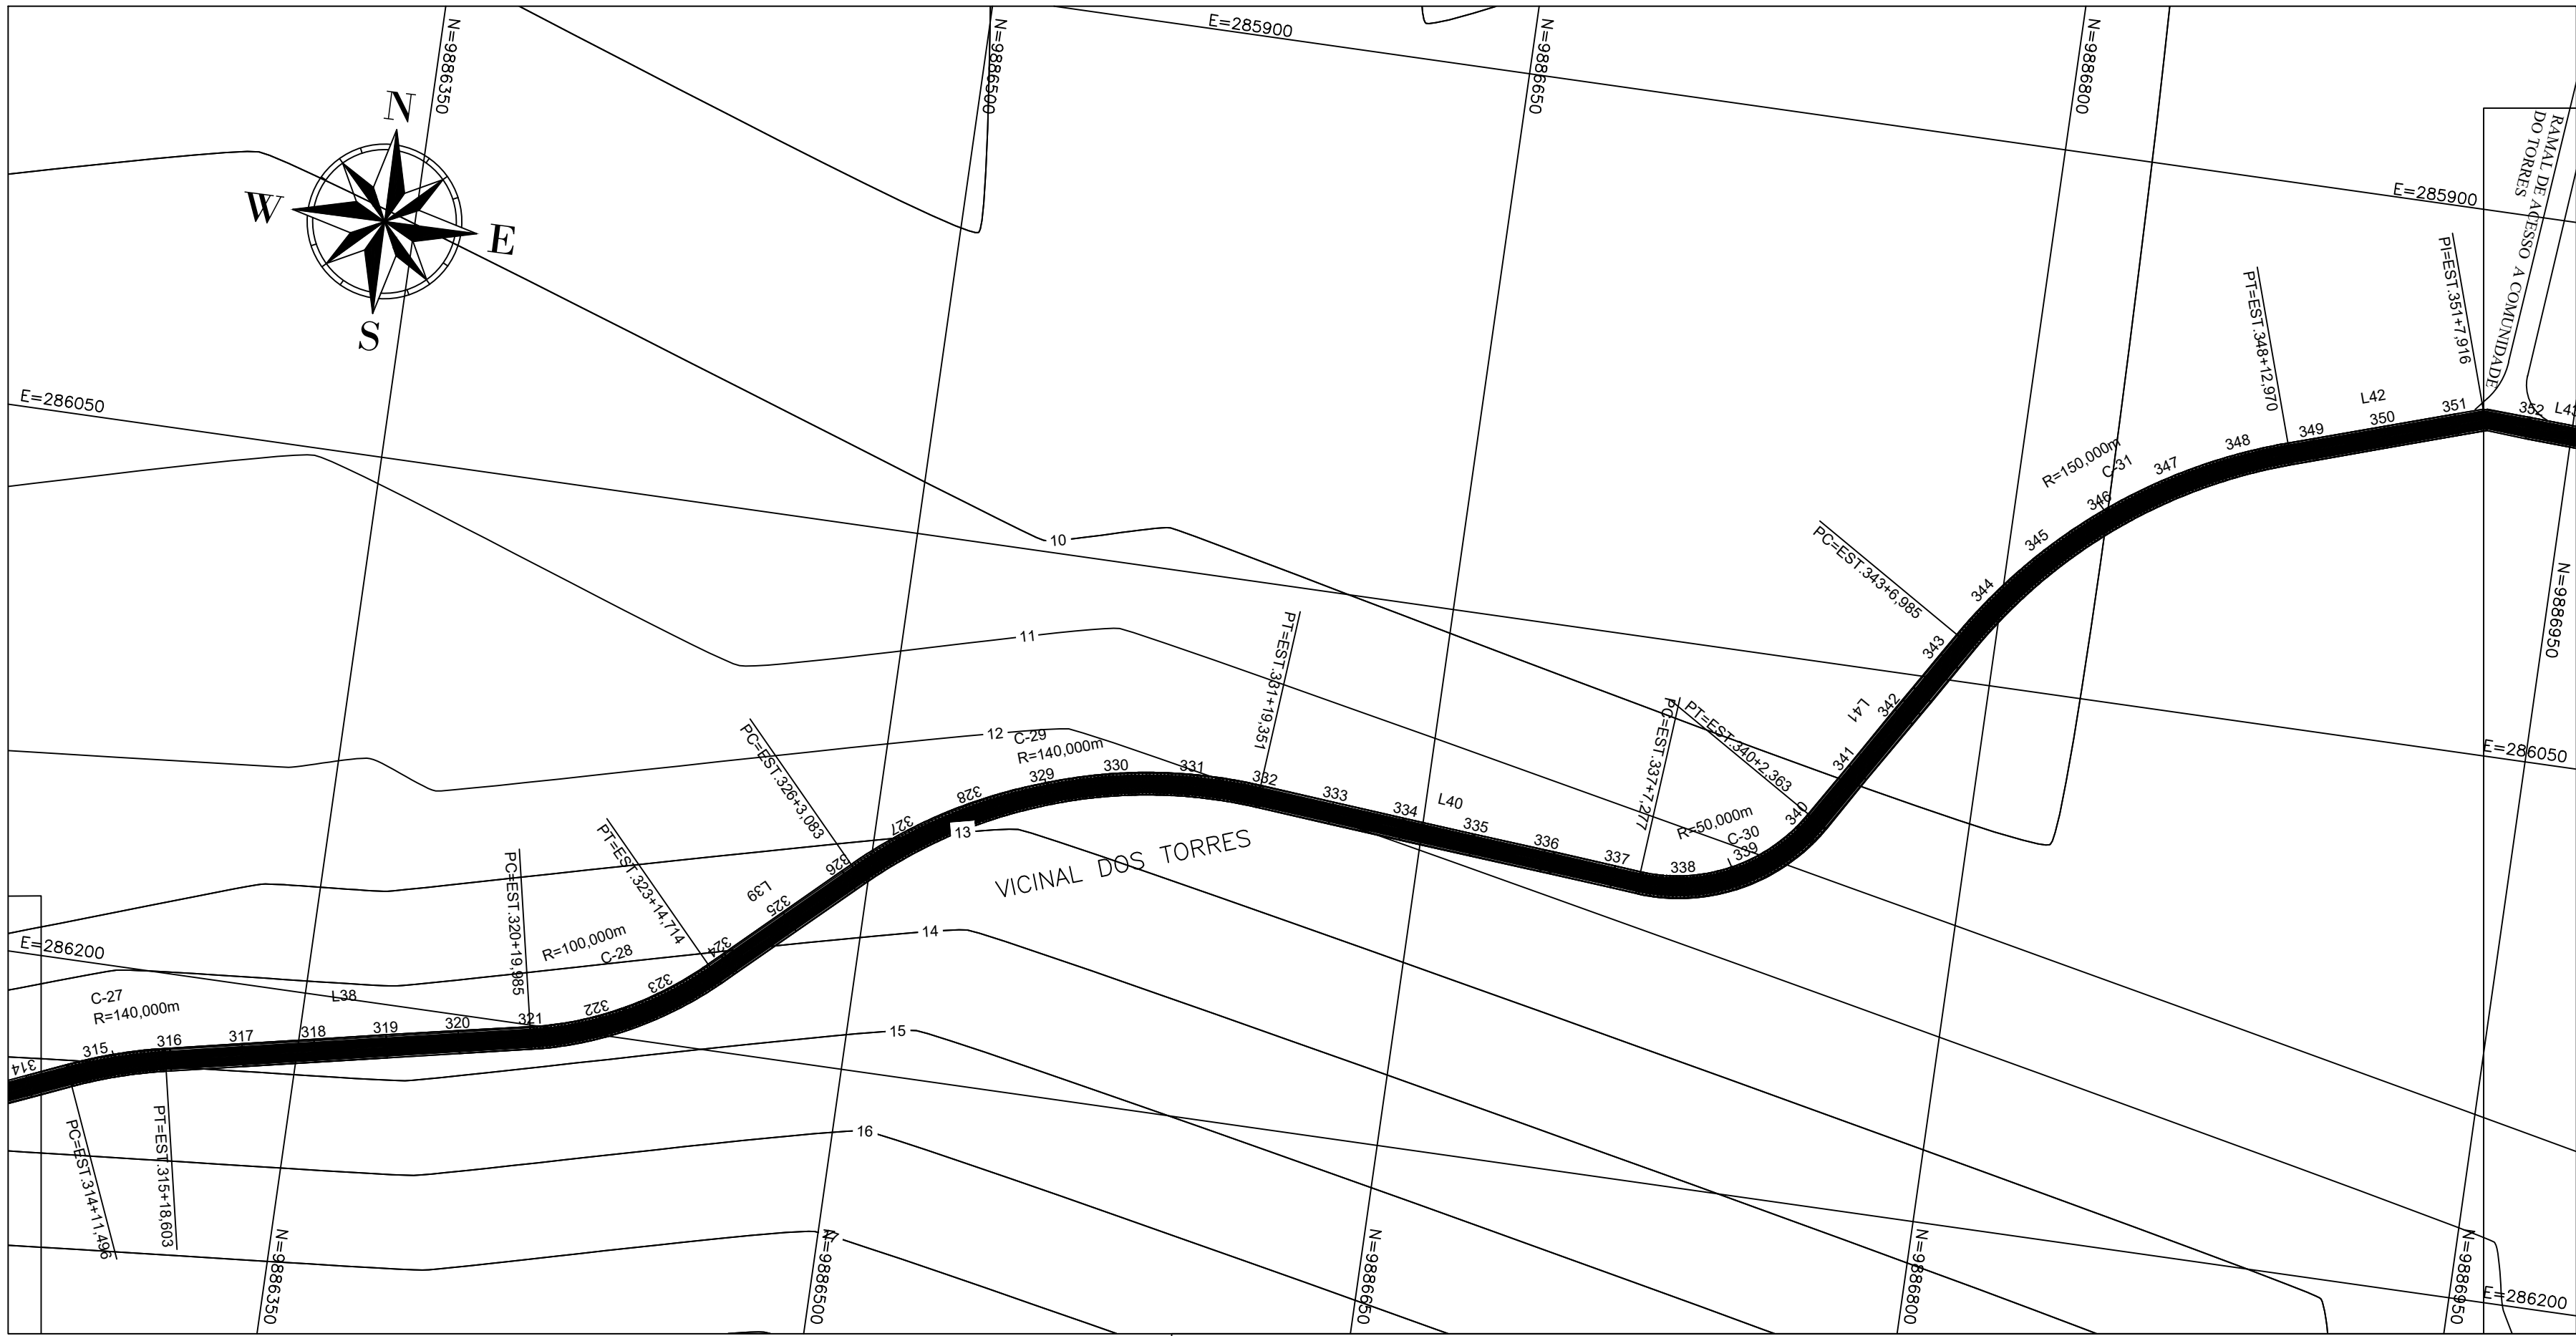 N=9886350
N=9886500
E=285900
N=9886650
N=9886800
N
W
E
S
E=285900
RAMAL DE ACESSO A COMUNIDADE
DO TORRES
PI=EST.351+7,916
PT=EST.348+12,970
L42
351
352
350
349
348
347
346
345
344
343
342
341
340
339
338
337
336
335
334
333
332
331
330
329
328
327
326
325
324
323
322
321
320
319
318
317
316
315
314
E=286050
R=150,000m
C-31
PC=EST.343+6,985
10
11
12
13
14
15
16
17
N=9886950
PT=EST.331+19,351
C-29
R=140,000m
L40
L41
PC=EST.337+7,277
PT=EST.340+2,363
R=50,000m
C-30
E=286050
PC=EST.326+3,083
PT=EST.323+14,714
L39
VICINAL DOS TORRES
PC=EST.320+19,985
R=100,000m
C-28
E=286200
C-27
R=140,000m
L38
PC=EST.314+11,496
PT=EST.315+18,603
N=9886350
N=9886500
N=9886650
N=9886800
N=9886950
E=286200